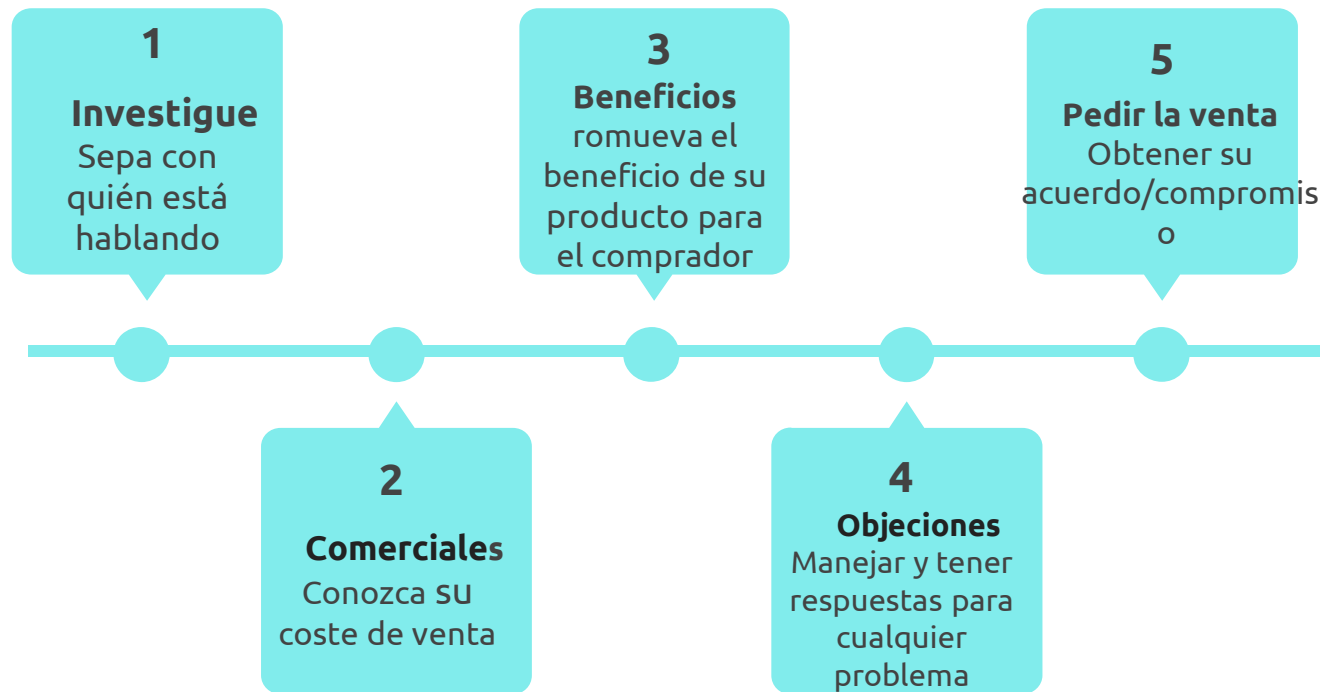 1
Investigue
Sepa con
quién está
hablando
2
Comerciales
Conozca su
coste de venta
3
Beneficios
romueva el
beneficio de su
producto para
el comprador
4
Objeciones
Manejar y tener
respuestas para
cualquier
problema
5
Pedir la venta
Obtener su
acuerdo/compromis
o